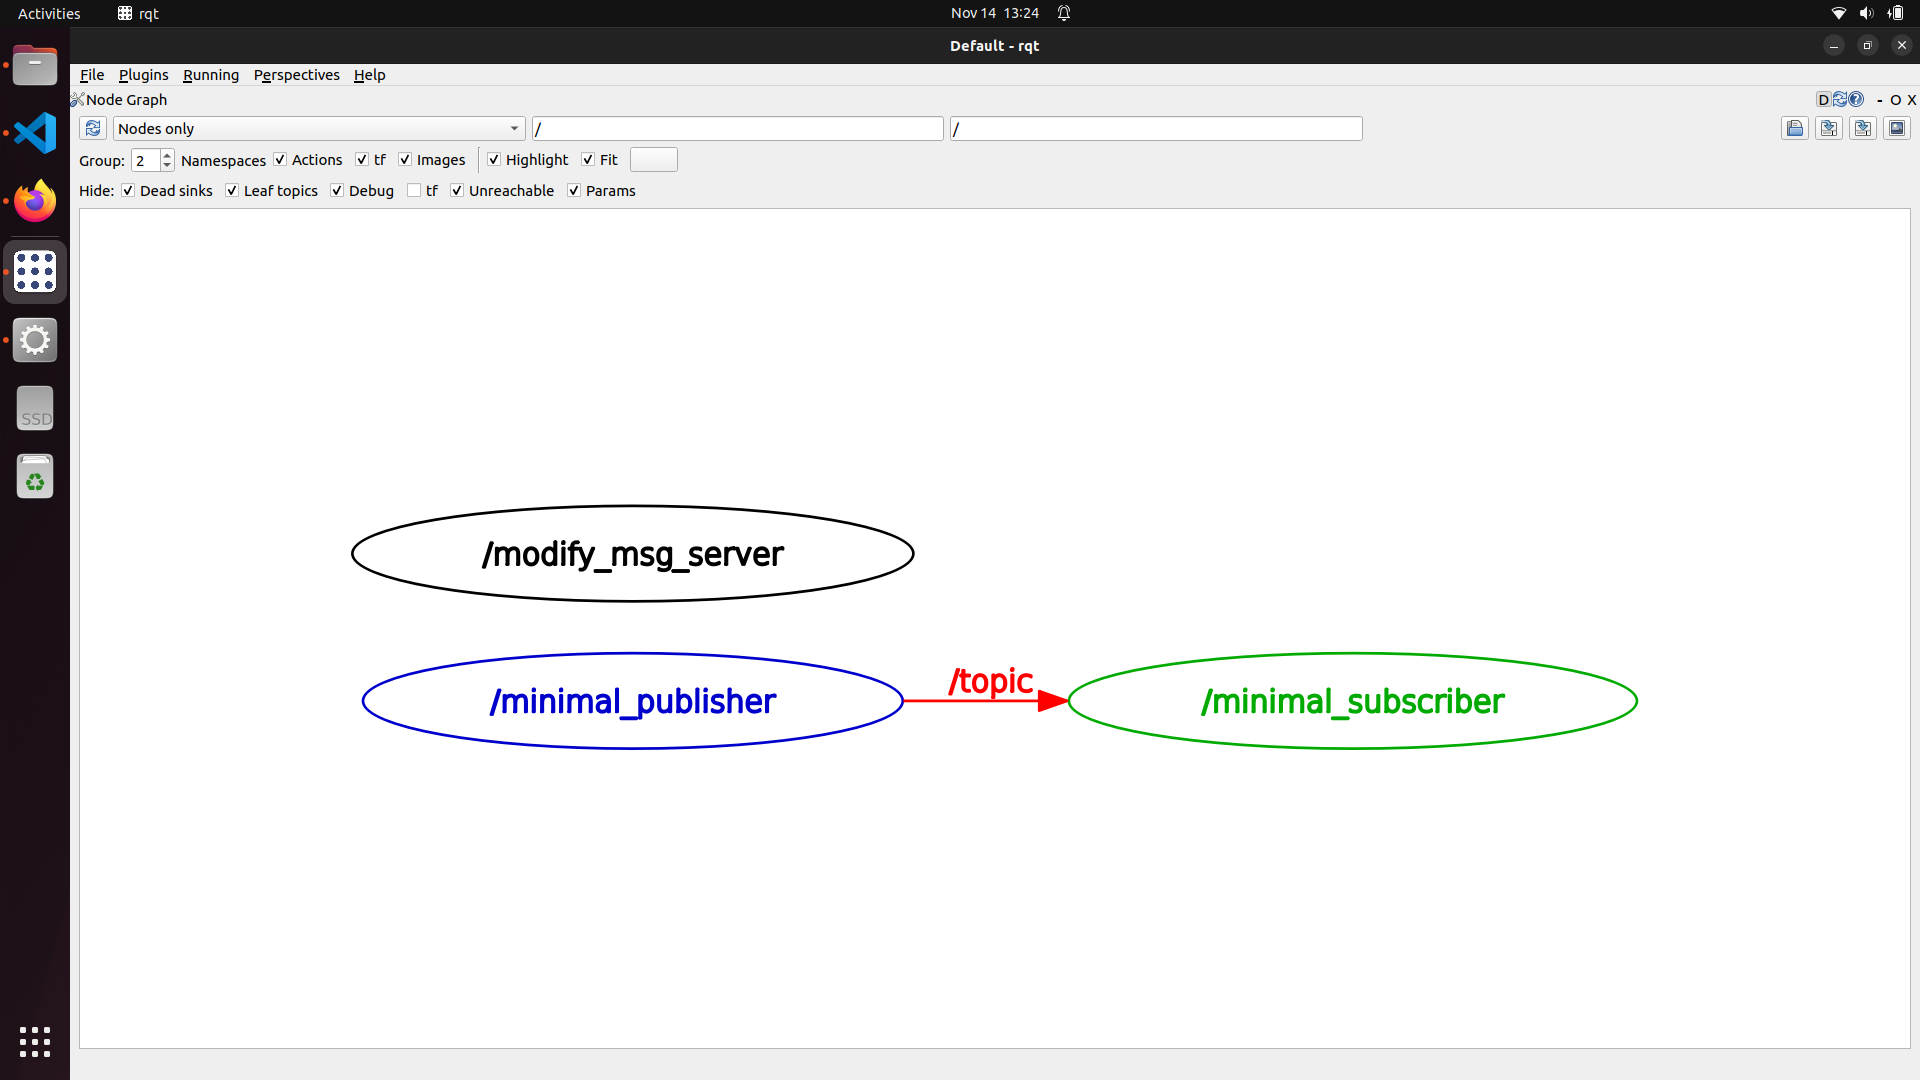 Activities rqt Nov 14 13:24
Default - rqt
File Plugins Running Perspectives Help
Node Graph D - O X
Nodes only / /
Group: 2 Namespaces Actions tf Images Highlight Fit
Hide: Dead sinks Leaf topics Debug tf Unreachable Params
SSD
/modify_msg_server
/topic
/minimal_publisher /minimal_subscriber